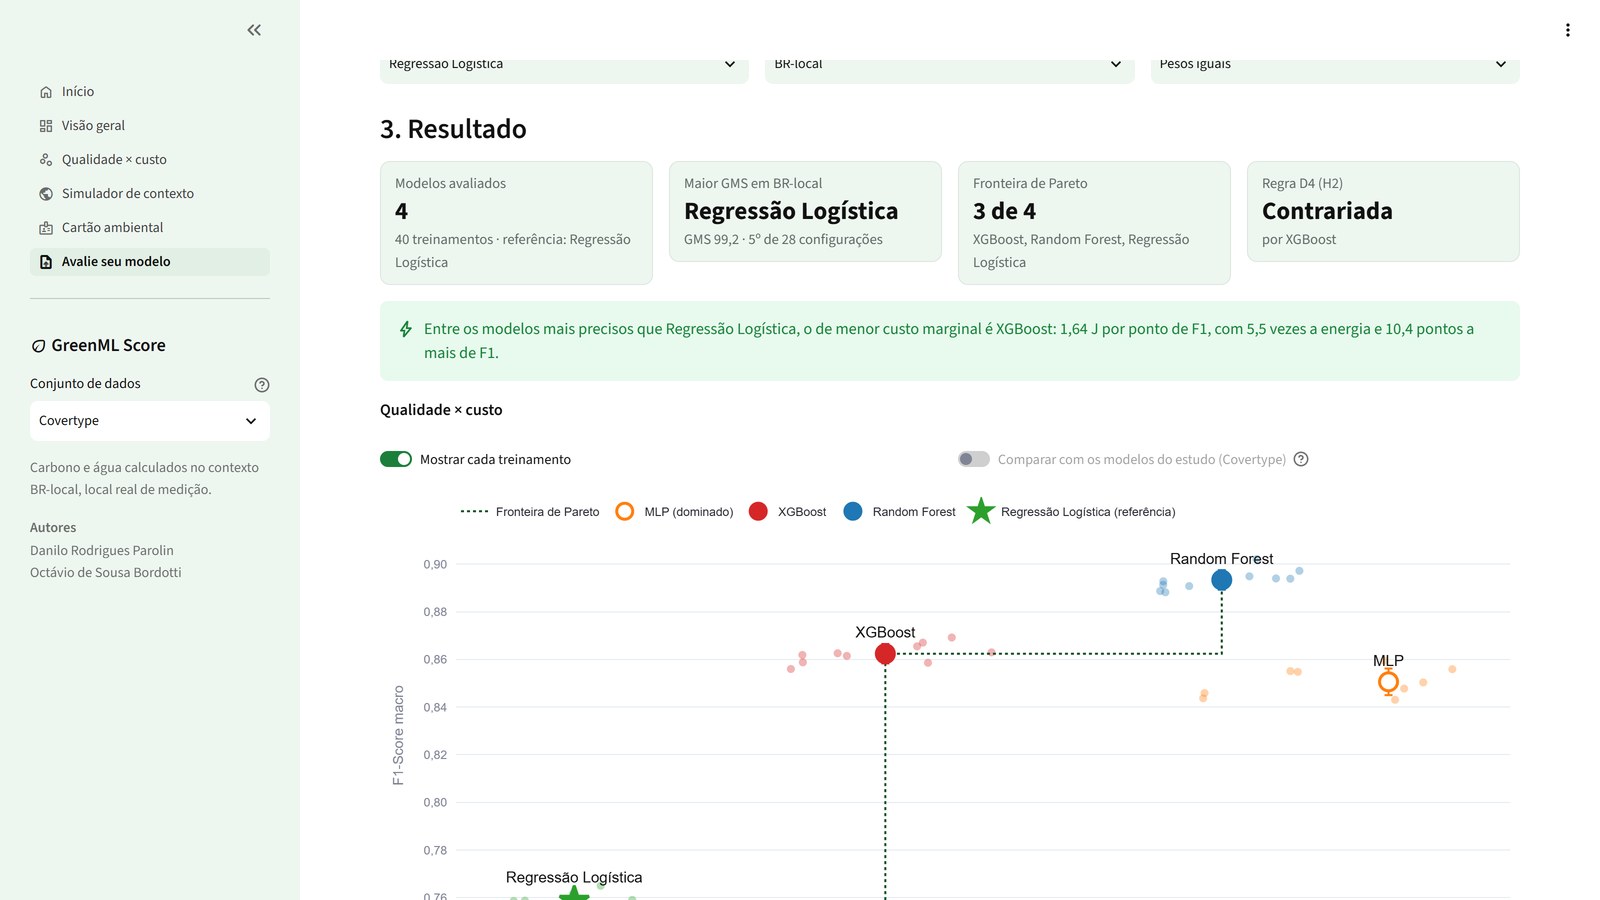 Início
Visão geral
Qualidade × custo
Simulador de contexto
Cartão ambiental
Avalie seu modelo
GreenML Score
Conjunto de dados
Covertype
Carbono e água calculados no contexto
BR-local, local real de medição.
Autores
Danilo Rodrigues Parolin
Octávio de Sousa Bordotti
Regressão Logística
BR-local
Pesos iguais
3. Resultado
Modelos avaliados
4
40 treinamentos · referência: Regressão
Logística
Maior GMS em BR-local
Regressão Logística
GMS 99,2 · 5º de 28 configurações
Fronteira de Pareto
3 de 4
XGBoost, Random Forest, Regressão
Logística
Regra D4 (H2)
Contrariada
por XGBoost
Entre os modelos mais precisos que Regressão Logística, o de menor custo marginal é XGBoost: 1,64 J por ponto de F1, com 5,5 vezes a energia e 10,4 pontos a
mais de F1.
Qualidade × custo
Mostrar cada treinamento
Comparar com os modelos do estudo (Covertype)
Fronteira de Pareto
MLP (dominado)
XGBoost
Random Forest
Regressão Logística (referência)
F1-Score macro
0,90
0,88
0,86
0,84
0,82
0,80
0,78
0,76
Random Forest
XGBoost
MLP
Regressão Logística